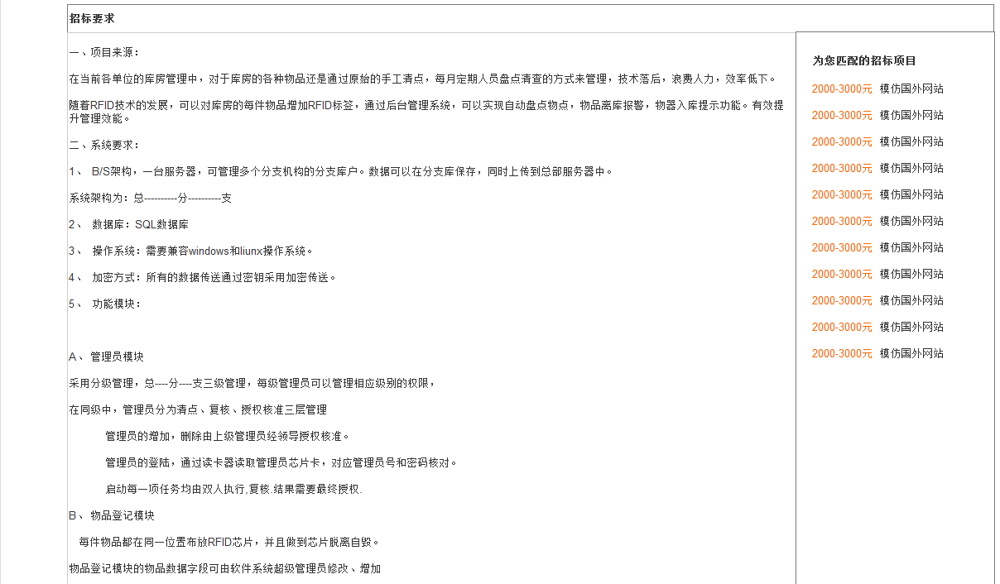 招标要求
一、项目来源：
在当前各单位的库房管理中，对于库房的各种物品还是通过原始的手工清点，每月定期人员盘点清查的方式来管理，技术落后，浪费人力，效率低下。
随着RFID技术的发展，可以对库房的每件物品增加RFID标签，通过后台管理系统，可以实现自动盘点物点，物品离库报警，物器入库提示功能。有效提
升管理效能。
二、系统要求：
1、 B/S架构，一台服务器，可管理多个分支机构的分支库户。数据可以在分支库保存，同时上传到总部服务器中。
系统架构为：总----------分----------支
2、 数据库：SQL数据库
3、 操作系统：需要兼容windows和liunx操作系统。
4、 加密方式：所有的数据传送通过密钥采用加密传送。
5、 功能模块：
A、管理员模块
采用分级管理，总----分----支三级管理，每级管理员可以管理相应级别的权限，
在同级中，管理员分为清点、复核、授权核准三层管理
管理员的增加，删除由上级管理员经领导授权核准。
管理员的登陆，通过读卡器读取管理员芯片卡，对应管理员号和密码核对。
启动每一项任务均由双人执行,复核.结果需要最终授权.
B、物品登记模块
每件物品都在同一位置布放RFID芯片，并且做到芯片脱离自毁。
物品登记模块的物品数据字段可由软件系统超级管理员修改、增加
为您匹配的招标项目
2000-3000元 模仿国外网站
2000-3000元 模仿国外网站
2000-3000元 模仿国外网站
2000-3000元 模仿国外网站
2000-3000元 模仿国外网站
2000-3000元 模仿国外网站
2000-3000元 模仿国外网站
2000-3000元 模仿国外网站
2000-3000元 模仿国外网站
2000-3000元 模仿国外网站
2000-3000元 模仿国外网站